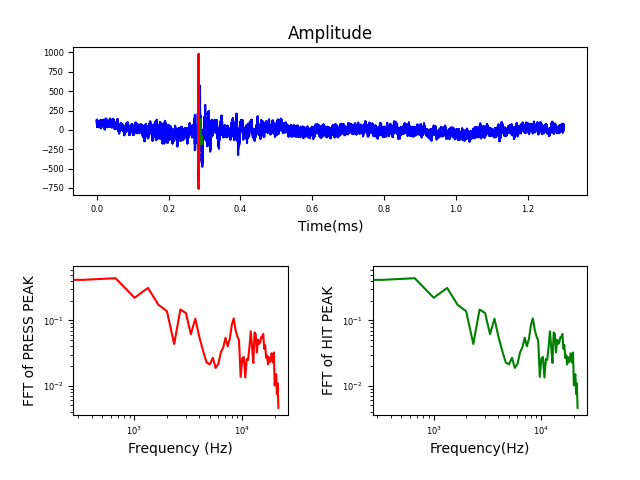 Amplitude
1000
750
500
250
0
−250
−500
−750
0.0 0.2 0.4 0.6 0.8 1.0 1.2
Time(ms)
FFT of PRESS PEAK
10⁻¹
10⁻²
10³ 10⁴
Frequency (Hz)
FFT of HIT PEAK
10⁻¹
10⁻²
10³ 10⁴
Frequency(Hz)